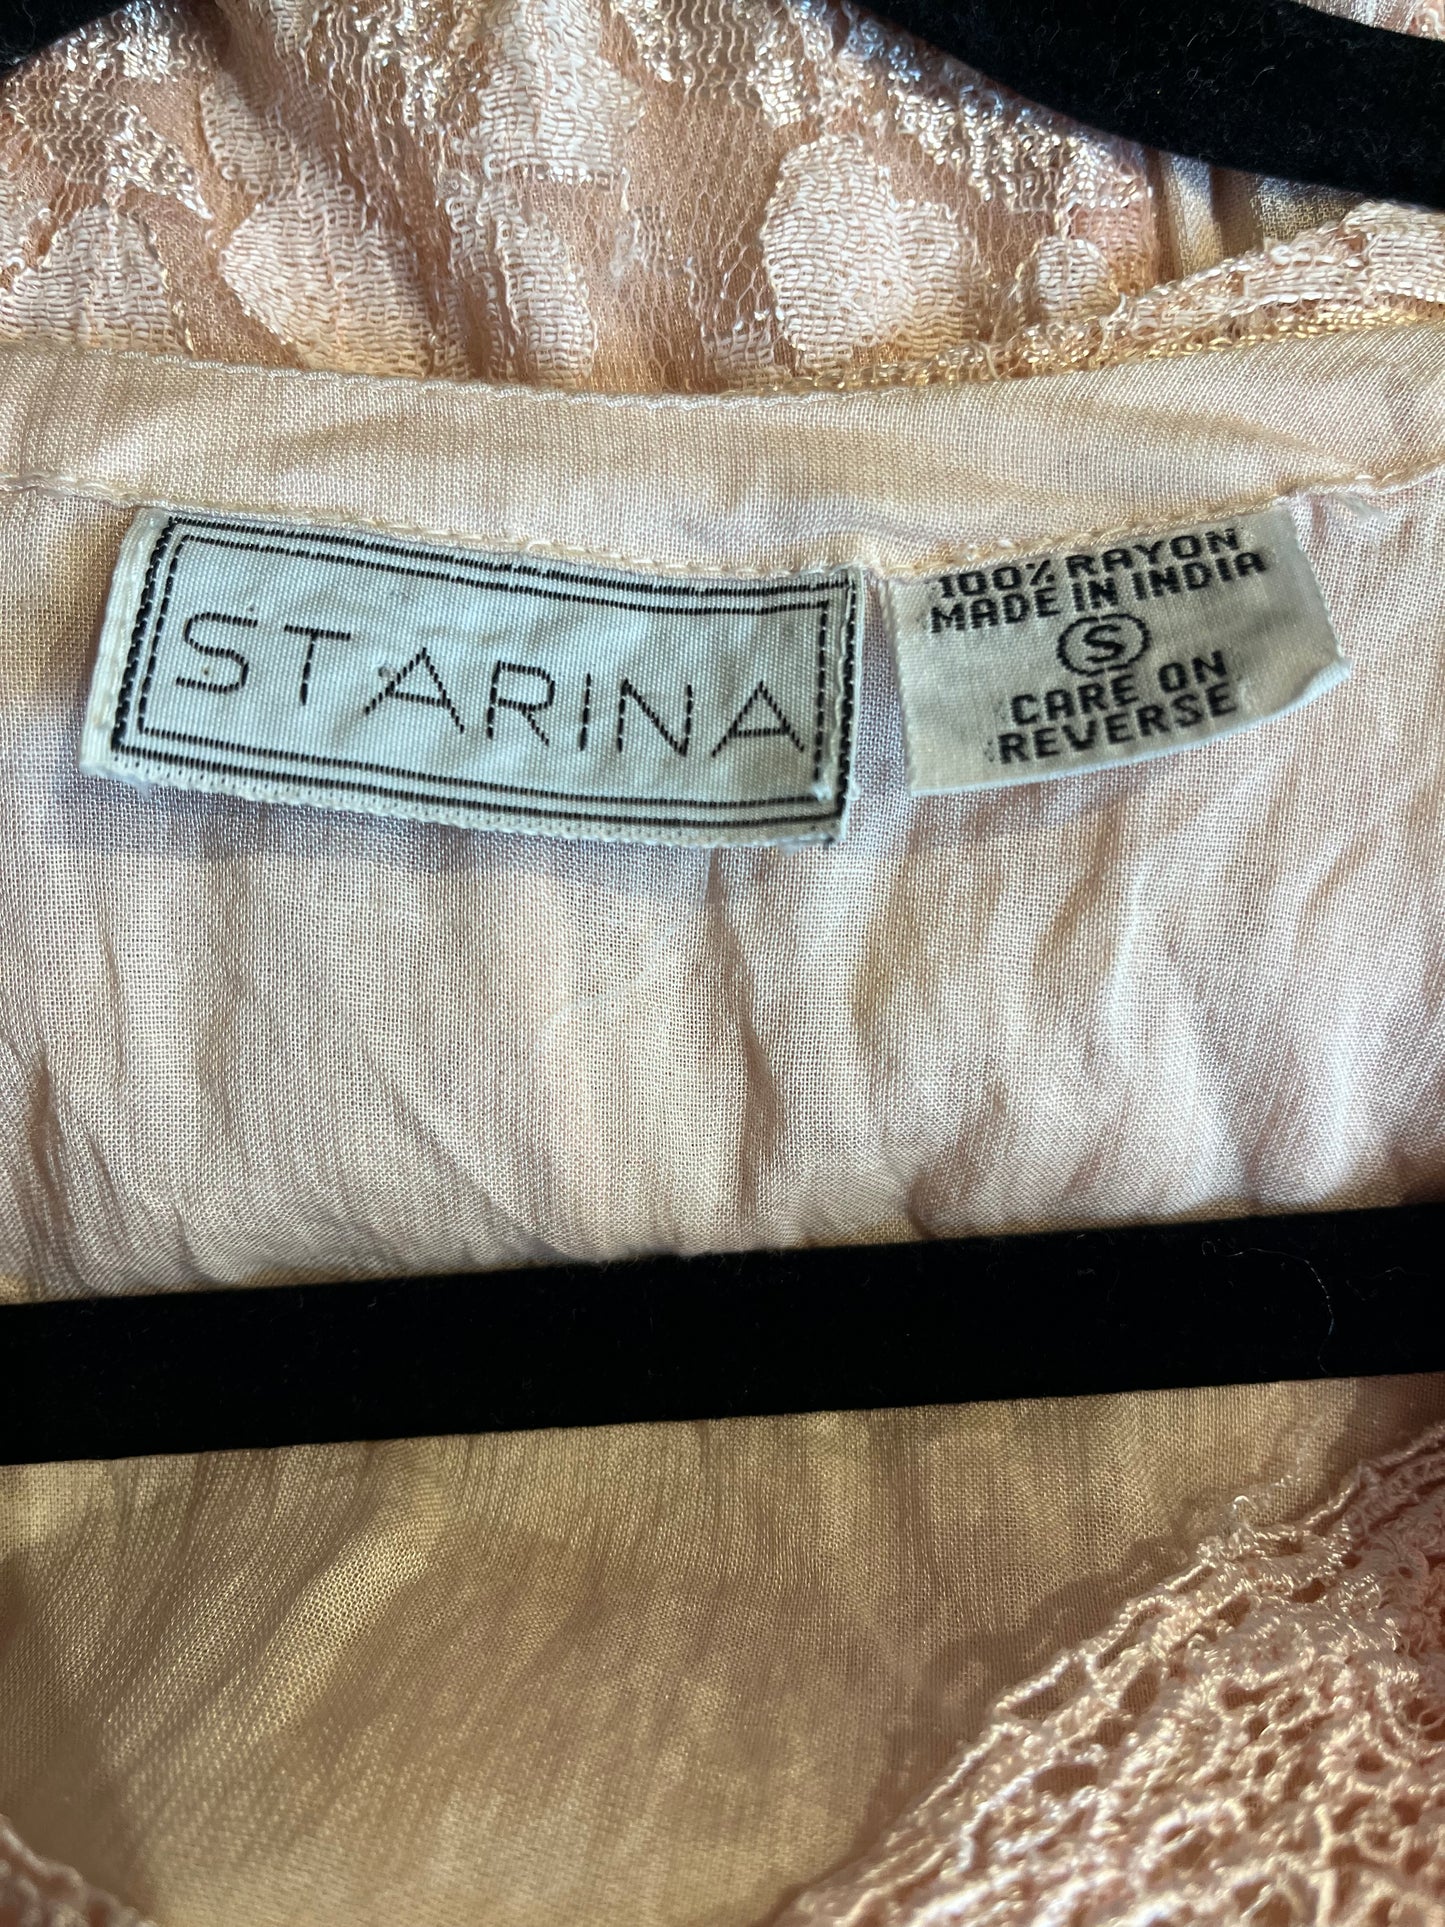 STARINA
100% RAYON
MADE IN INDIA
S
CARE ON
REVERSE